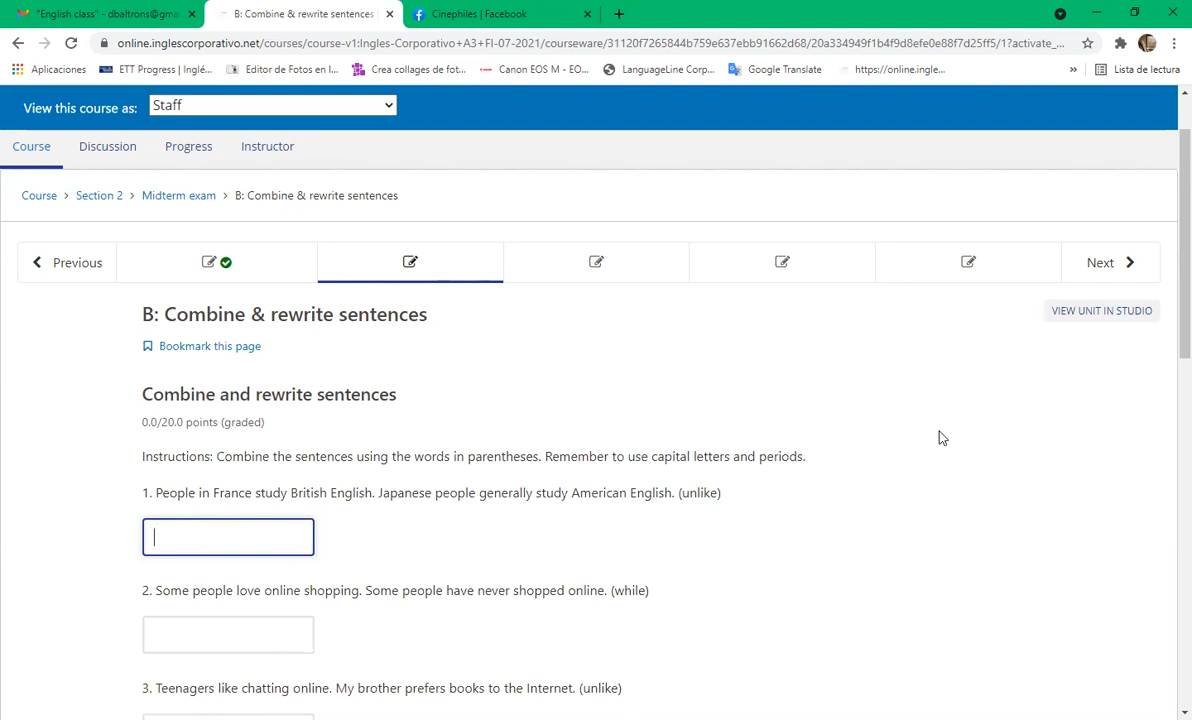 "English class" - dbaltrons@gma
B: Combine & rewrite sentences
Cinephiles | Facebook
online.inglescorporativo.net/courses/course-v1:Ingles-Corporativo+A3+FI-07-2021/courseware/31120f7265844b759e637ebb91662d68/20a334949f1b4f9d8efe0e88f7d25ff5/1?activate_...
Aplicaciones
ETT Progress | Inglé...
Editor de Fotos en l...
Crea collages de fot...
Canon EOS M - EO...
LanguageLine Corp...
Google Translate
https://online.ingle...
»
Lista de lectura
View this course as:
Staff
Course
Discussion
Progress
Instructor
Course > Section 2 > Midterm exam > B: Combine & rewrite sentences
Previous
Next
B: Combine & rewrite sentences
VIEW UNIT IN STUDIO
Bookmark this page
Combine and rewrite sentences
0.0/20.0 points (graded)
Instructions: Combine the sentences using the words in parentheses. Remember to use capital letters and periods.
1. People in France study British English. Japanese people generally study American English. (unlike)
2. Some people love online shopping. Some people have never shopped online. (while)
3. Teenagers like chatting online. My brother prefers books to the Internet. (unlike)